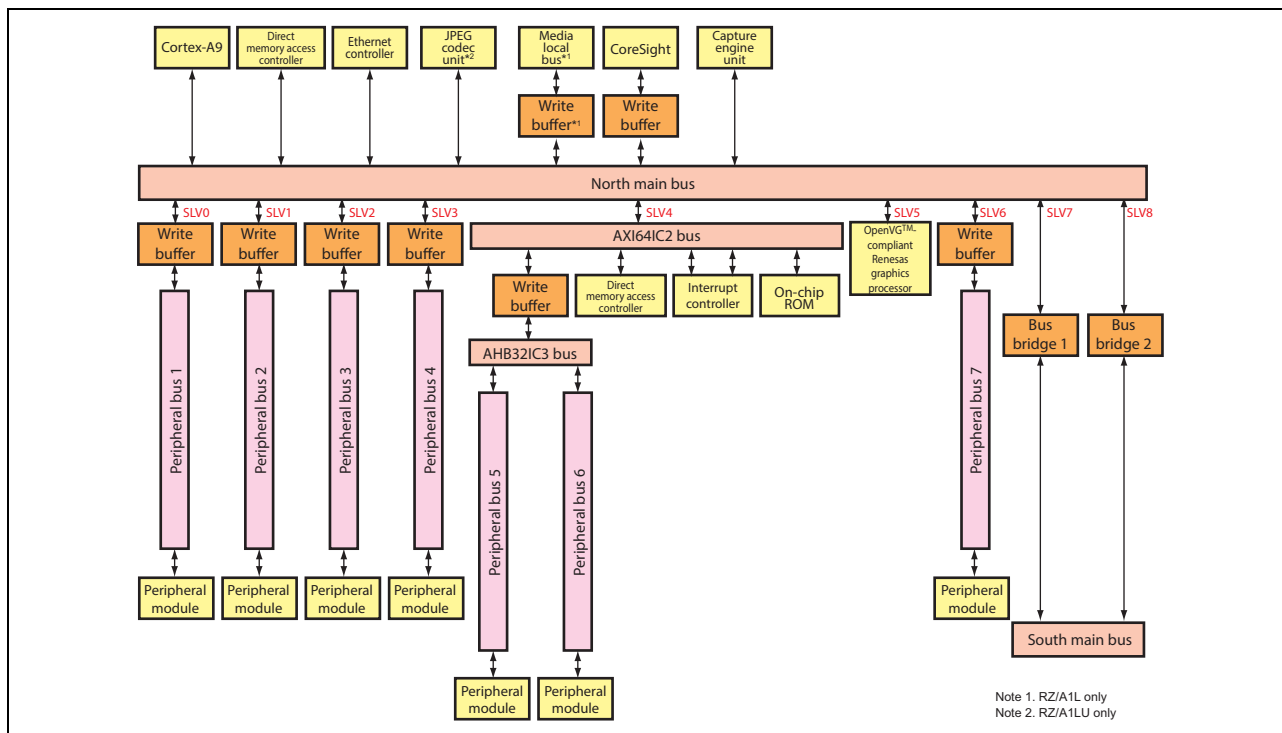 Cortex-A9
Direct
memory access
controller
Ethernet
controller
JPEG
codec
unit*2
Media
local
bus*1
CoreSight
Capture
engine
unit
Write
buffer*1
Write
buffer
North main bus
SLV0
SLV1
SLV2
SLV3
SLV4
SLV5
SLV6
SLV7
SLV8
Write
buffer
Write
buffer
Write
buffer
Write
buffer
AXI64IC2 bus
OpenVG™-
compliant
Renesas
graphics
processor
Write
buffer
Write
buffer
Direct
memory access
controller
Interrupt
controller
On-chip
ROM
Bus
bridge 1
Bus
bridge 2
AHB32IC3 bus
Peripheral bus 1
Peripheral bus 2
Peripheral bus 3
Peripheral bus 4
Peripheral bus 5
Peripheral bus 6
Peripheral bus 7
Peripheral
module
Peripheral
module
Peripheral
module
Peripheral
module
Peripheral
module
South main bus
Peripheral
module
Peripheral
module
Note 1. RZ/A1L only
Note 2. RZ/A1LU only